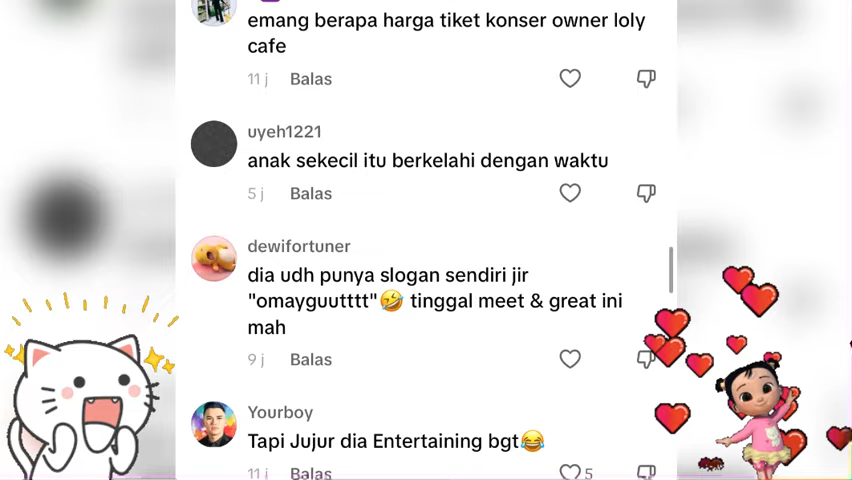 emang berapa harga tiket konser owner loly
cafe
11 j Balas
uyeh1221
anak sekecil itu berkelahi dengan waktu
5 j Balas
dewifortuner
dia udh punya slogan sendiri jir
"omayguutttt"🤣 tinggal meet & great ini
mah
9 j Balas
Yourboy
Tapi Jujur dia Entertaining bgt😂
11 j Balas 5